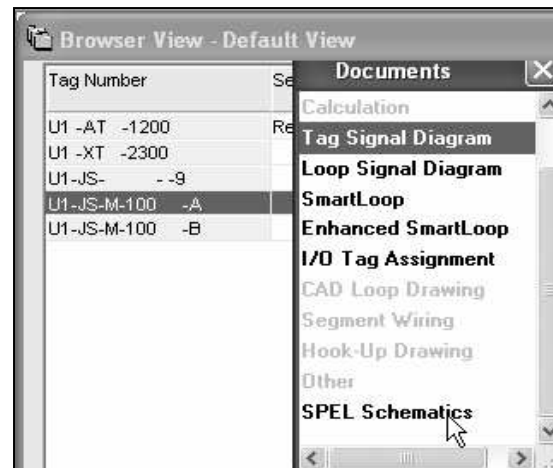 Browser View - Default View
Tag Number
Se
U1 -AT -1200
Re
U1 -XT -2300
U1-JS- - -9
U1-JS-M-100 -A
U1-JS-M-100 -B
Documents
Calculation
Tag Signal Diagram
Loop Signal Diagram
SmartLoop
Enhanced SmartLoop
I/O Tag Assignment
CAD Loop Drawing
Segment Wiring
Hook-Up Drawing
Other
SPEL Schematics